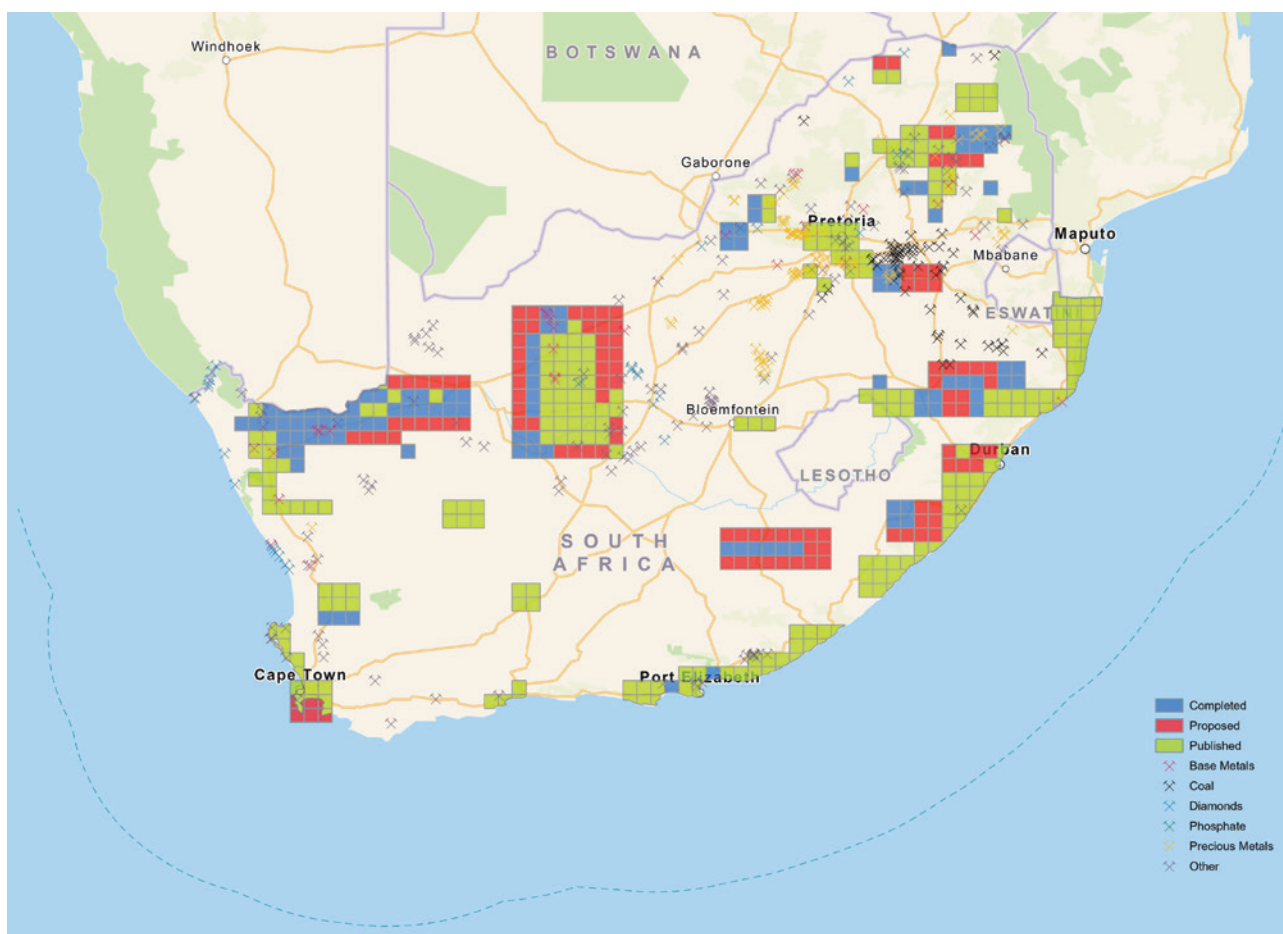 Windhoek
BOTSWANA
Gaborone
Pretoria
Maputo
Mbabane
ESWATINI
Bloemfontein
Durban
LESOTHO
SOUTH
AFRICA
Cape Town
Port Elizabeth
Completed
Proposed
Published
Base Metals
Coal
Diamonds
Phosphate
Precious Metals
Other